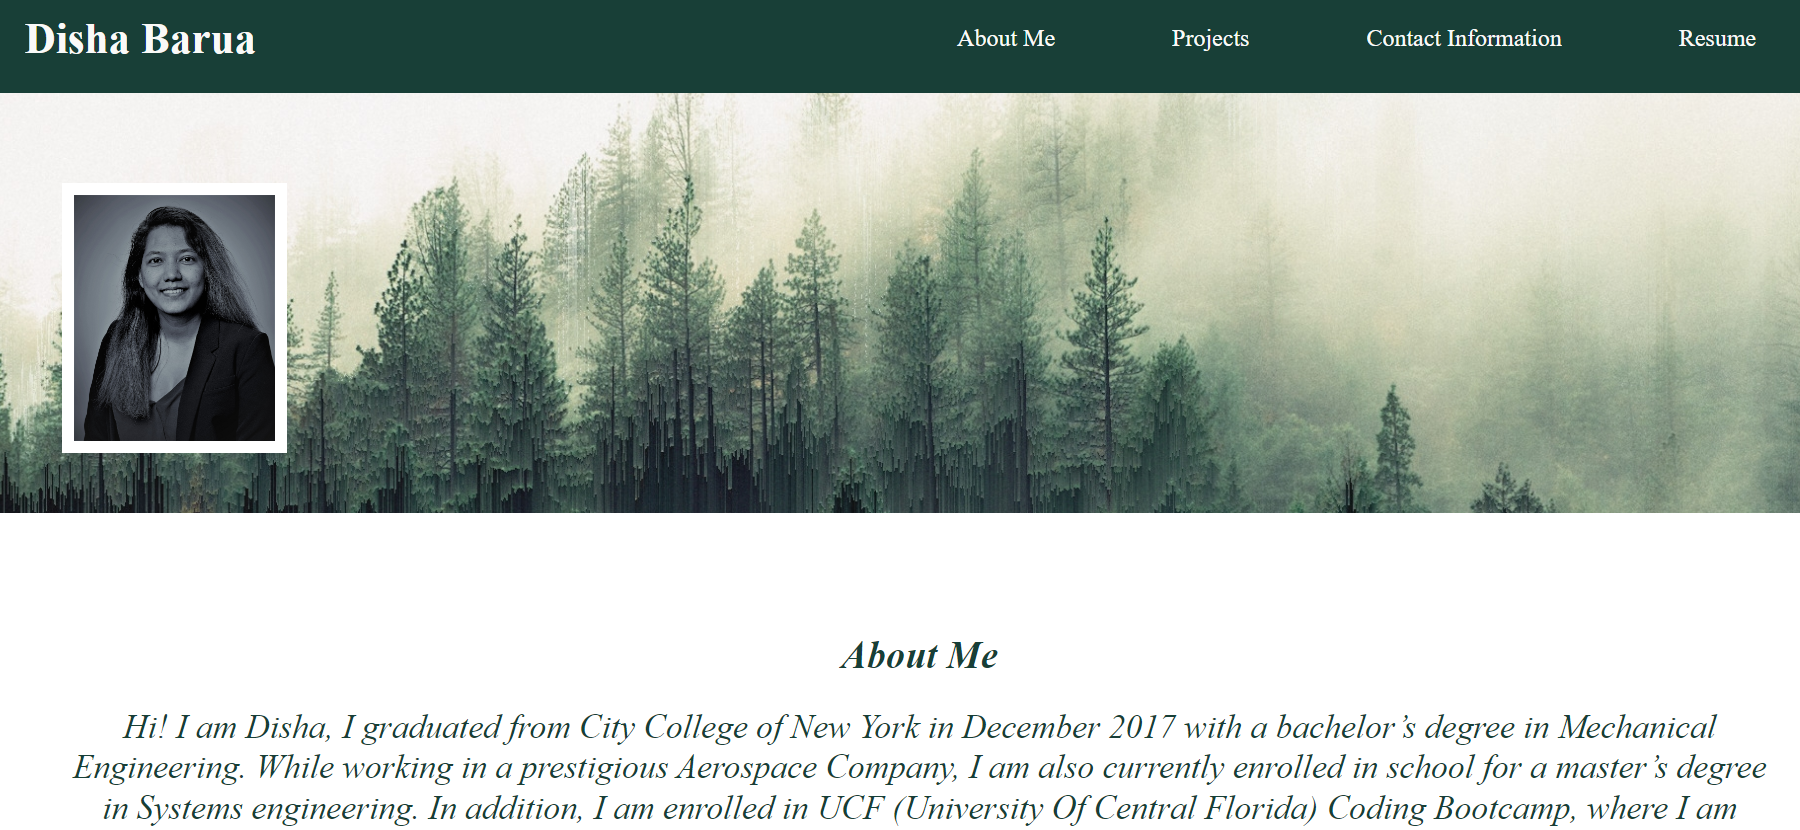 Disha Barua
About Me
Projects
Contact Information
Resume
About Me
Hi! I am Disha, I graduated from City College of New York in December 2017 with a bachelor’s degree in Mechanical
Engineering. While working in a prestigious Aerospace Company, I am also currently enrolled in school for a master’s degree
in Systems engineering. In addition, I am enrolled in UCF (University Of Central Florida) Coding Bootcamp, where I am